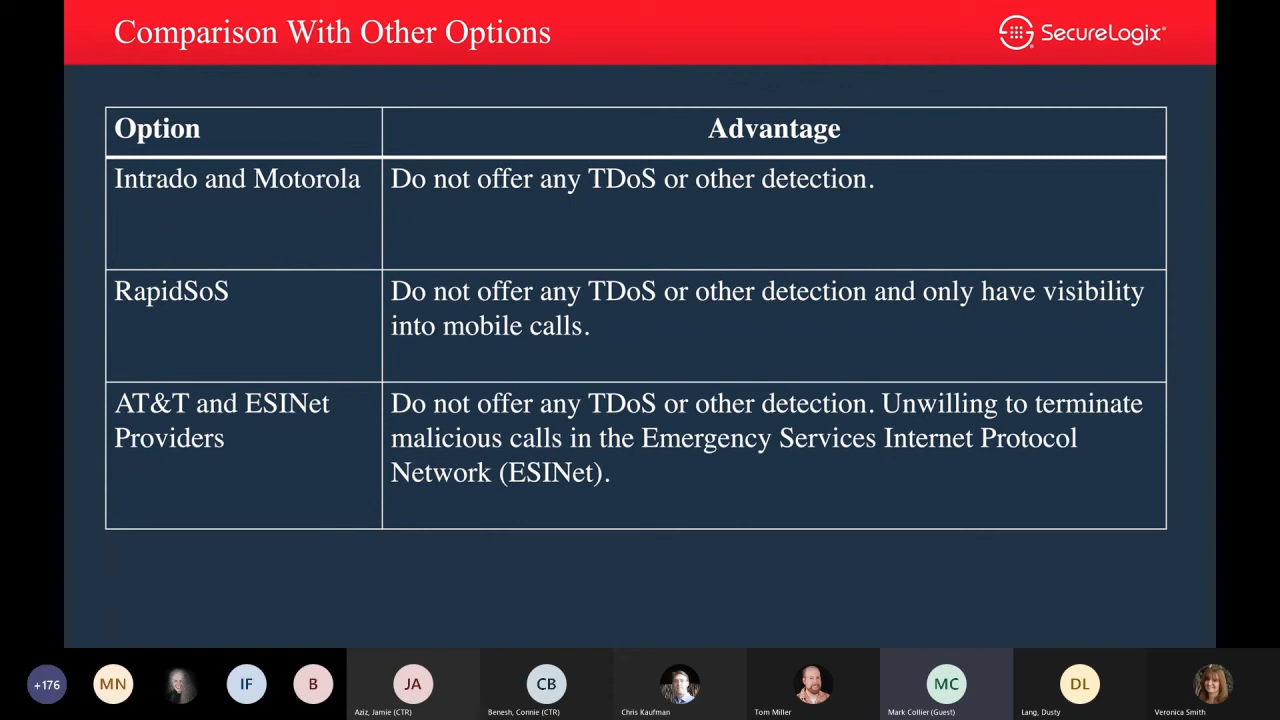 Comparison With Other Options
SecureLogix®
Option
Advantage
Intrado and Motorola
Do not offer any TDoS or other detection.
RapidSoS
Do not offer any TDoS or other detection and only have visibility
into mobile calls.
AT&T and ESINet
Providers
Do not offer any TDoS or other detection. Unwilling to terminate
malicious calls in the Emergency Services Internet Protocol
Network (ESINet).
+176
MN
IF
B
JA
CB
MC
DL
Aziz, Jamie (CTR)
Benesh, Connie (CTR)
Chris Kaufman
Tom Miller
Mark Collier (Guest)
Lang, Dusty
Veronica Smith